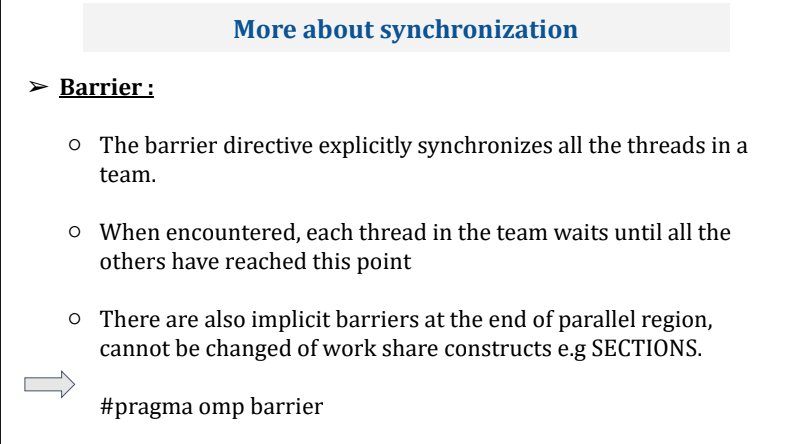 More about synchronization
➢ Barrier :
○ The barrier directive explicitly synchronizes all the threads in a
team.
○ When encountered, each thread in the team waits until all the
others have reached this point
○ There are also implicit barriers at the end of parallel region,
cannot be changed of work share constructs e.g SECTIONS.
#pragma omp barrier